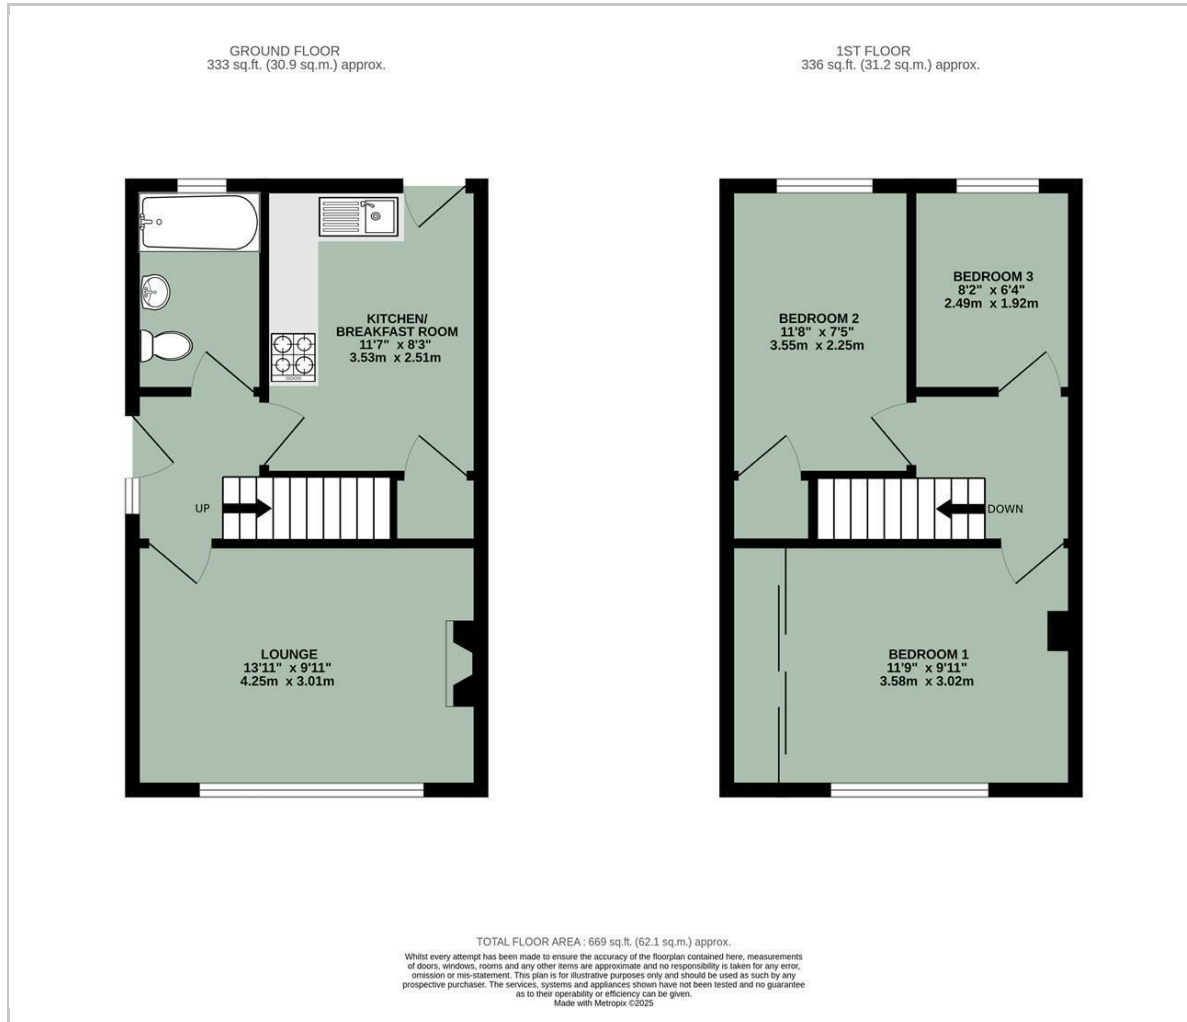 GROUND FLOOR
333 sq.ft. (30.9 sq.m.) approx.
1ST FLOOR
336 sq.ft. (31.2 sq.m.) approx.
KITCHEN/
BREAKFAST ROOM
11'7" x 8'3"
3.53m x 2.51m
UP
LOUNGE
13'11" x 9'11"
4.25m x 3.01m
BEDROOM 2
11'8" x 7'5"
3.55m x 2.25m
BEDROOM 3
8'2" x 6'4"
2.49m x 1.92m
DOWN
BEDROOM 1
11'9" x 9'11"
3.58m x 3.02m
TOTAL FLOOR AREA : 669 sq.ft. (62.1 sq.m.) approx.
Whilst every attempt has been made to ensure the accuracy of the floorplan contained here, measurements
of doors, windows, rooms and any other items are approximate and no responsibility is taken for any error,
omission or mis-statement. This plan is for illustrative purposes only and should be used as such by any
prospective purchaser. The services, systems and appliances shown have not been tested and no guarantee
as to their operability or efficiency can be given.
Made with Metropix ©2025